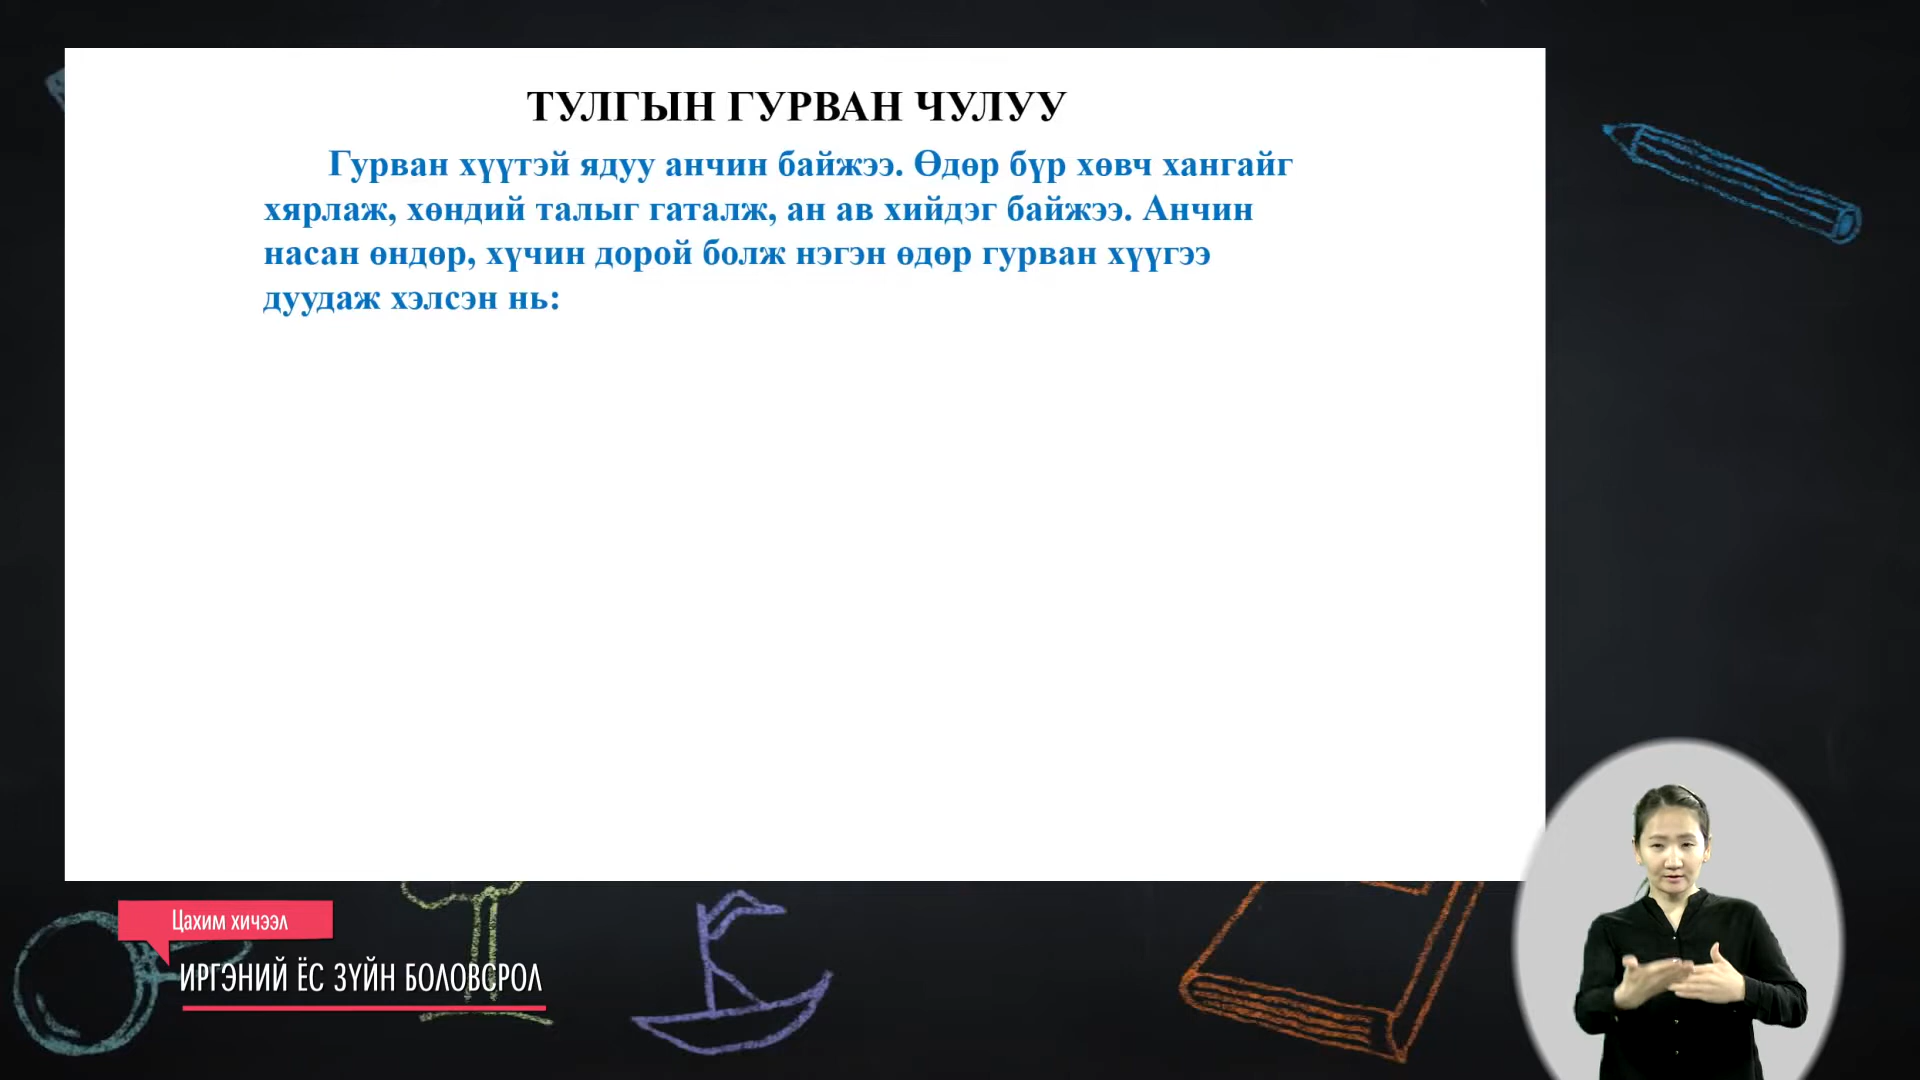 ТУЛГЫН ГУРВАН ЧУЛУУ
Гурван хүүтэй ядуу анчин байжээ. Өдөр бүр хөвч хангайг
хярлаж, хөндий талыг гаталж, ан ав хийдэг байжээ. Анчин
насан өндөр, хүчин дорой болж нэгэн өдөр гурван хүүгээ
дуудаж хэлсэн нь:
Цахим хичээл
ИРГЭНИЙ ЁС ЗҮЙН БОЛОВСРОЛ